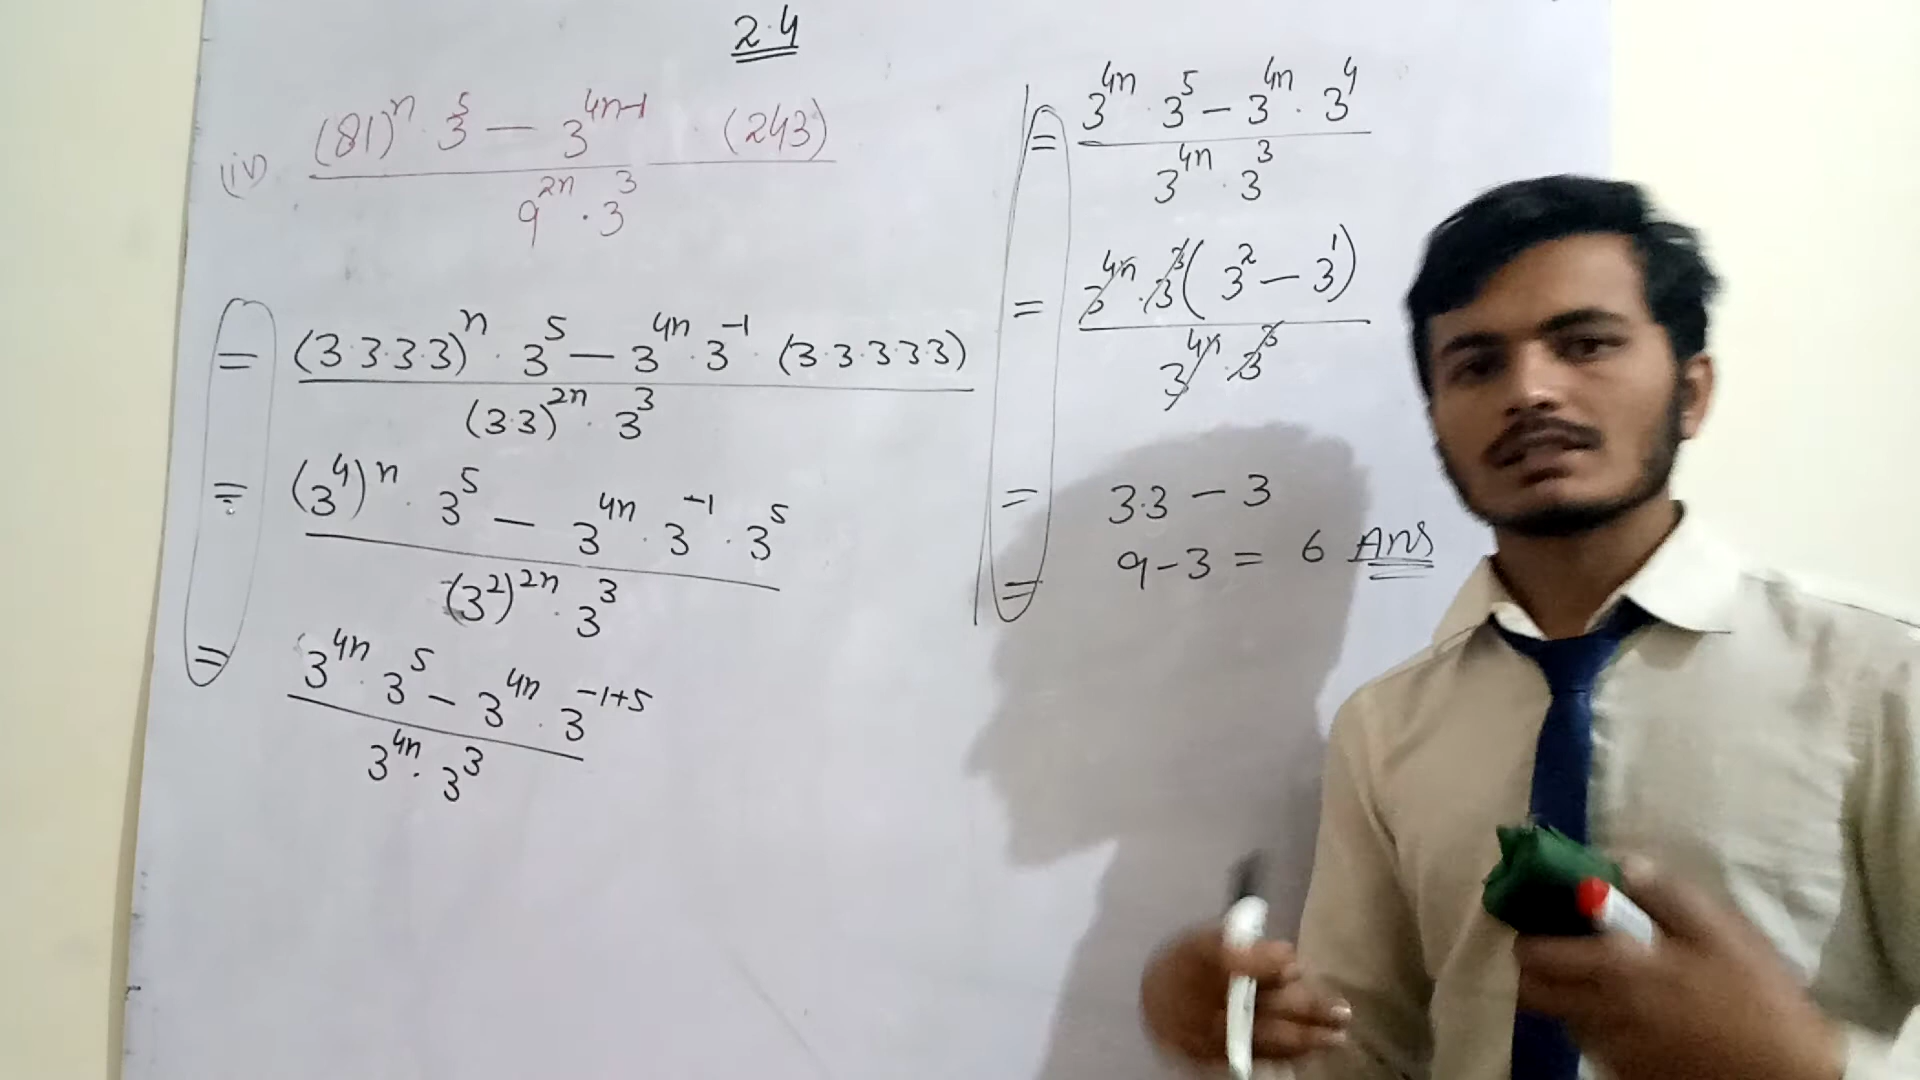 2.4
(iv) (81)^n . 3^5 − 3^{4n−1} . (243)
9^{2n} . 3^3
= (3.3.3.3)^n . 3^5 − 3^{4n} . 3^{−1} . (3.3.3.3.3)
(3.3)^{2n} . 3^3
= (3^4)^n . 3^5 − 3^{4n} . 3^{−1} . 3^5
(3^2)^{2n} . 3^3
= 3^{4n} . 3^5 − 3^{4n} . 3^{−1+5}
3^{4n} . 3^3
= 3^{4n} . 3^5 − 3^{4n} . 3^4
3^{4n} . 3^3
= 3^{4n} . 3^3 (3^2 − 3^1)
3^{4n} . 3^3
= 3.3 − 3
= 9 − 3 = 6 Ans